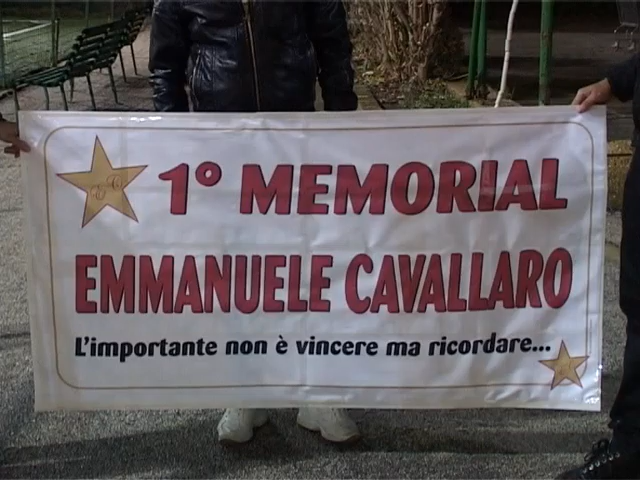 1° MEMORIAL
EMMANUELE CAVALLARO
L'importante non è vincere ma ricordare...